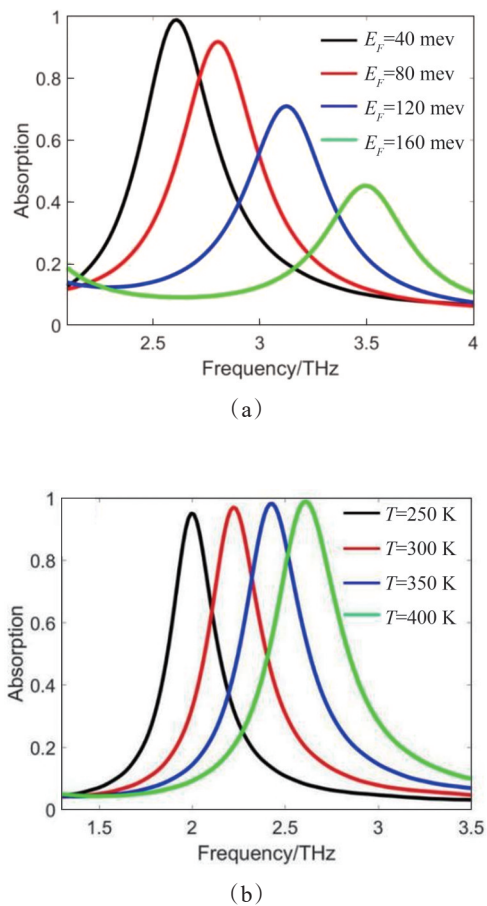 1
0.8
0.6
0.4
0.2
0
Absorption
E_F=40 mev
E_F=80 mev
E_F=120 mev
E_F=160 mev
2.5 3 3.5 4
Frequency/THz
(a)
1
0.8
0.6
0.4
0.2
0
Absorption
T=250 K
T=300 K
T=350 K
T=400 K
1.5 2 2.5 3 3.5
Frequency/THz
(b)